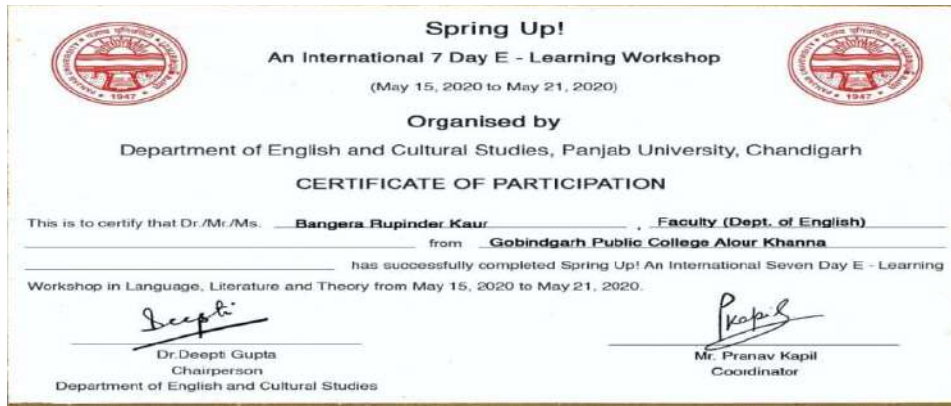 Spring Up!
An International 7 Day E - Learning Workshop
(May 15, 2020 to May 21, 2020)
Organised by
Department of English and Cultural Studies, Panjab University, Chandigarh
CERTIFICATE OF PARTICIPATION
This is to certify that Dr./Mr./Ms. Bangera Rupinder Kaur , Faculty (Dept. of English)
from Gobindgarh Public College Alour Khanna
has successfully completed Spring Up! An International Seven Day E - Learning
Workshop in Language, Literature and Theory from May 15, 2020 to May 21, 2020.
Deepti
PKapil
Dr.Deepti Gupta
Chairperson
Department of English and Cultural Studies
Mr. Pranav Kapil
Coordinator
1947
1947